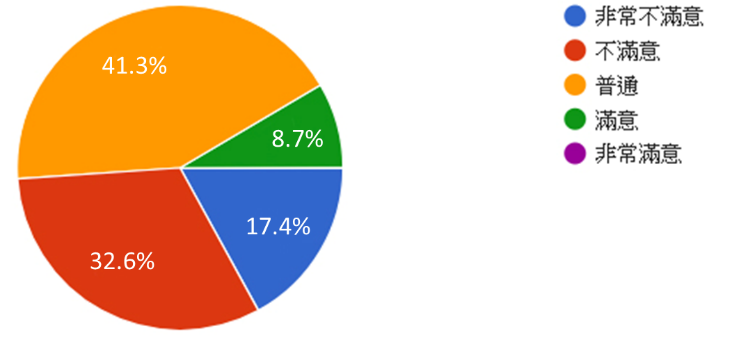 41.3%
8.7%
17.4%
32.6%
非常不滿意
不滿意
普通
滿意
非常滿意